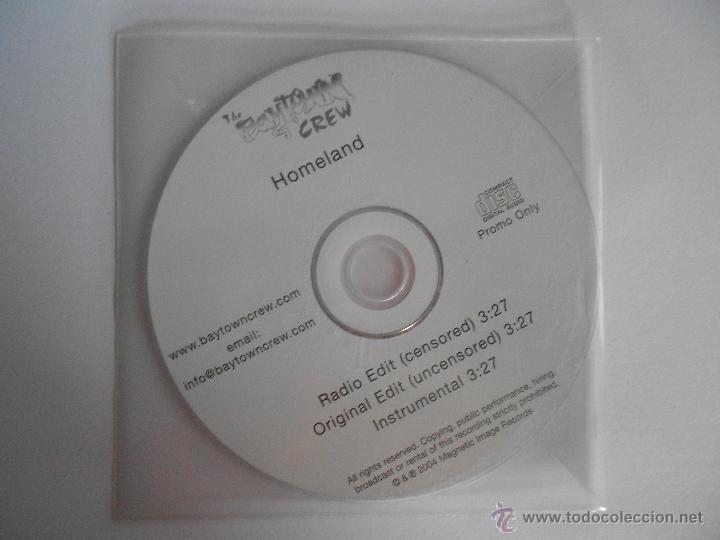 The
Baytown
CREW
Homeland
COMPACT
disc
DIGITAL AUDIO
Promo Only
www.baytowncrew.com
email:
info@baytowncrew.com
Radio Edit (censored) 3:27
Original Edit (uncensored) 3:27
Instrumental 3:27
All rights reserved. Copying, public performance, hiring,
broadcast or rental of this recording strictly prohibited.
© & ℗ 2004 Magnetic Image Records
www.todocoleccion.net